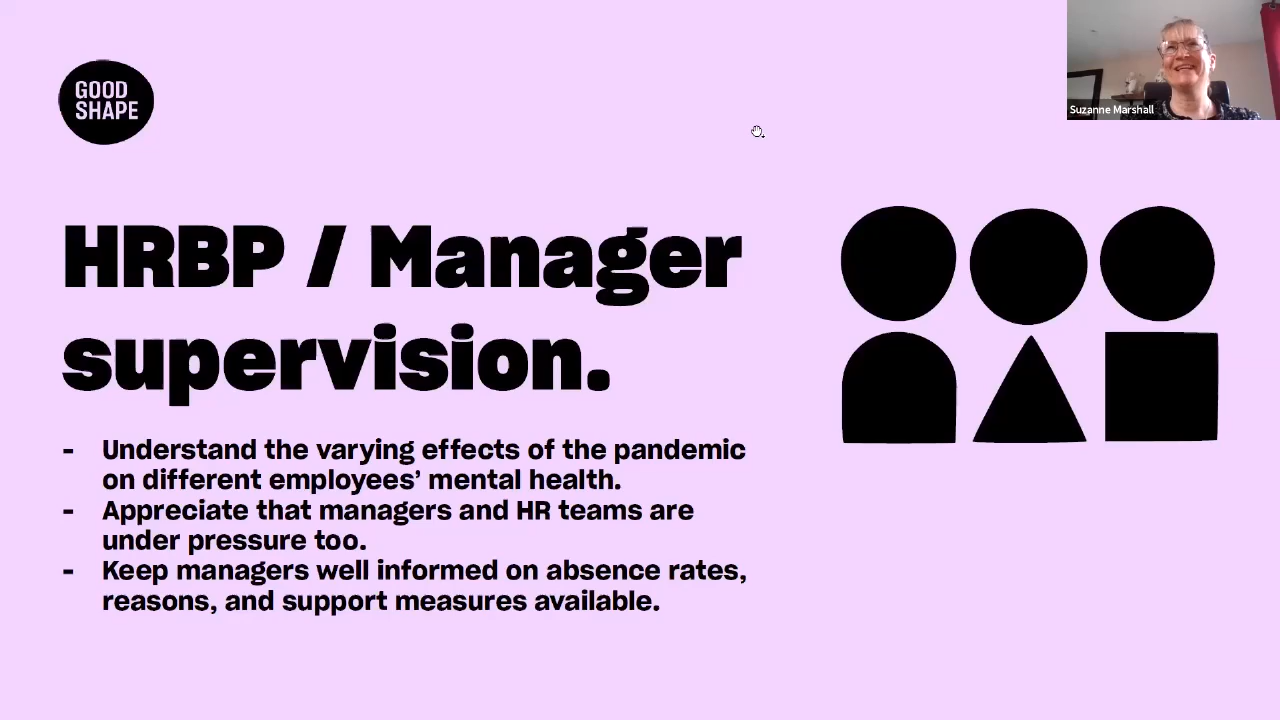 GOOD
SHAPE
Suzanne Marshall
HRBP / Manager
supervision.
- Understand the varying effects of the pandemic
on different employees’ mental health.
- Appreciate that managers and HR teams are
under pressure too.
- Keep managers well informed on absence rates,
reasons, and support measures available.